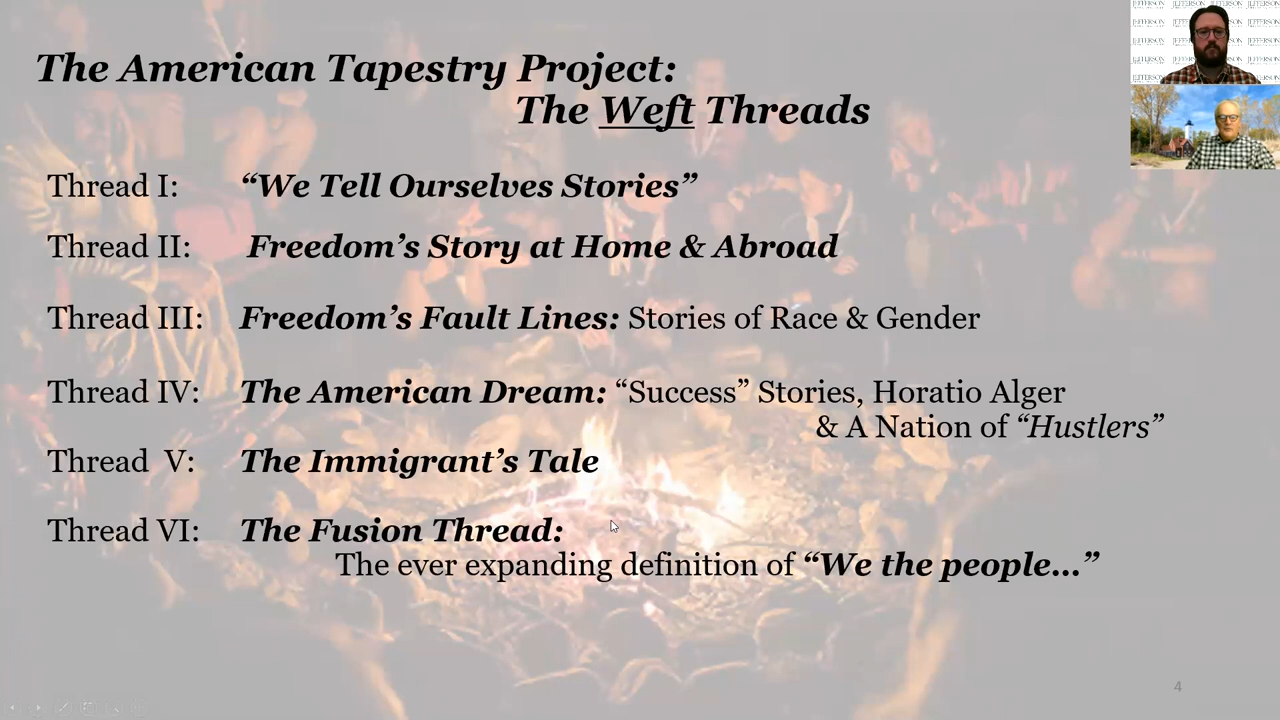 The American Tapestry Project:
The Weft Threads
Thread I: “We Tell Ourselves Stories”
Thread II: Freedom’s Story at Home & Abroad
Thread III: Freedom’s Fault Lines: Stories of Race & Gender
Thread IV: The American Dream: “Success” Stories, Horatio Alger
& A Nation of “Hustlers”
Thread V: The Immigrant’s Tale
Thread VI: The Fusion Thread:
The ever expanding definition of “We the people...”
4